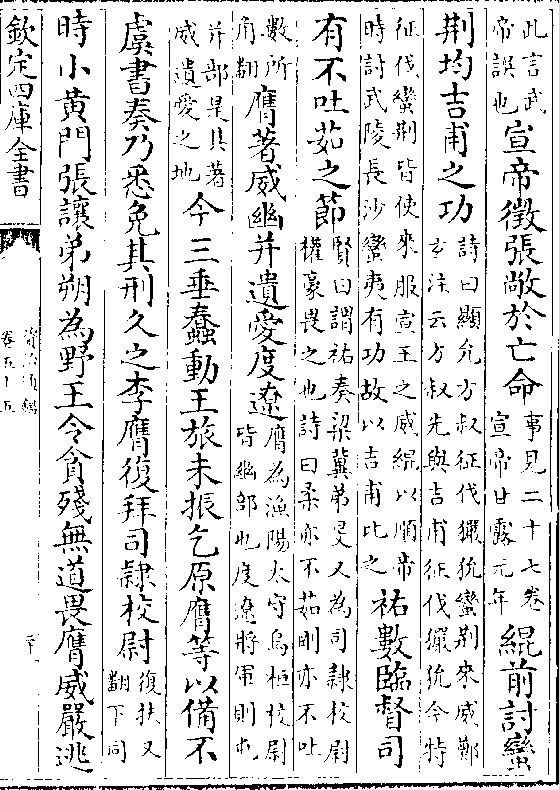 此言武
帝誤也
宣帝徵張敞於亡命
事見二十七卷
宣帝甘露元年
緄前討蠻
荆均吉甫之功
詩曰顯允方叔征伐玁狁蠻荆來威鄭
玄注云方叔先與吉甫征伐玁狁今特
征伐蠻荆皆使來服宣王之威緄以順帝
時討武陵長沙蠻夷有功故以吉甫比之
祐數臨督司
有不吐茹之節
賢曰謂祐奏梁冀弟旻又為司隸校尉
權豪畏之也詩曰柔亦不茹剛亦不吐
數所
角翻
膺著威幽并遺愛度遼
膺為漁陽太守烏桓校尉
皆幽部也度遼將軍則屯
并部是其著
威遺愛之地
今三垂蠢動王旅未振乞原膺等以備不
虞書奏乃悉免其刑久之李膺復拜司隸校尉
復扶又
翻下同
時小黄門張讓弟朔為野王令貪殘無道畏膺威嚴逃
欽定四庫全書
資治通鑑
卷五十五